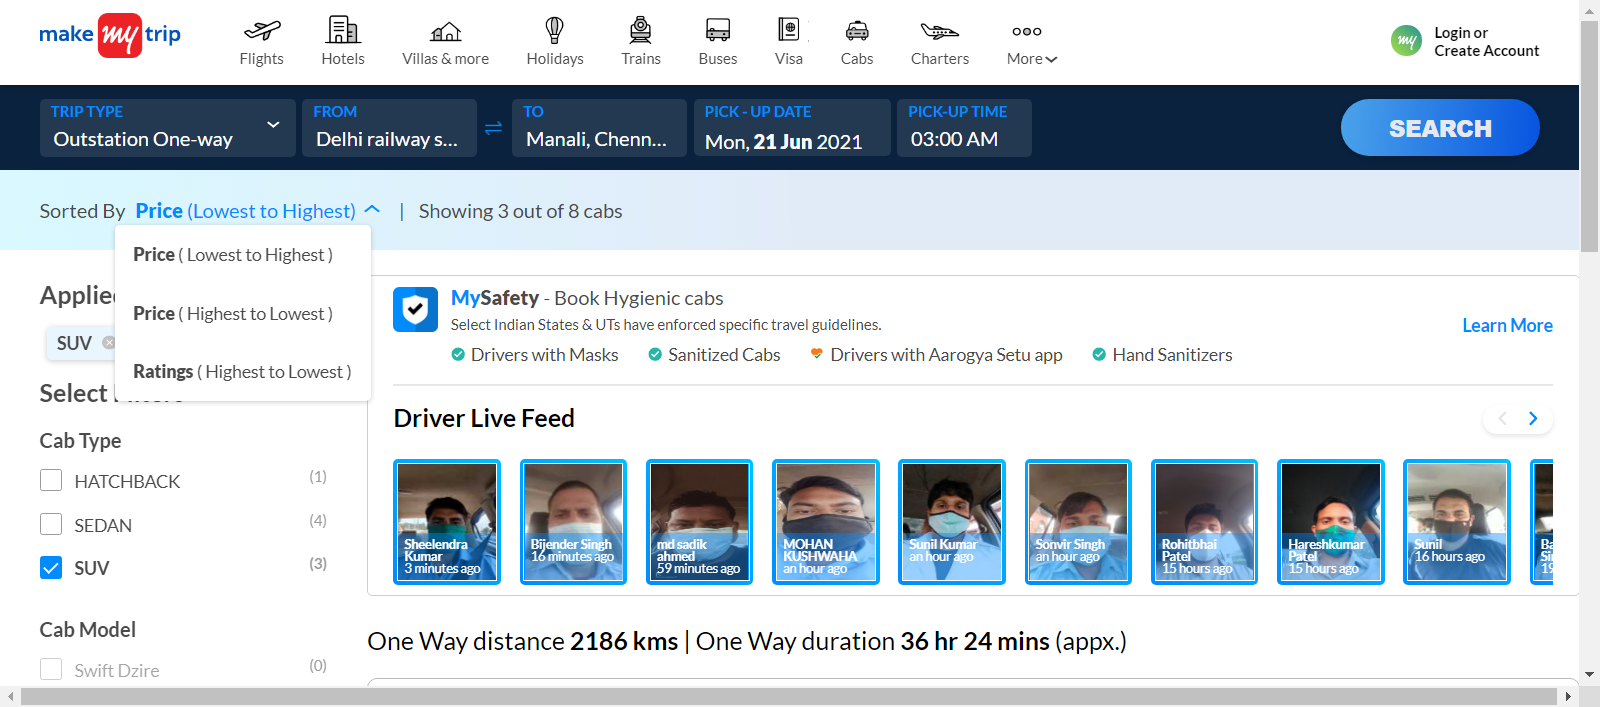 make my trip
Flights
Hotels
Villas & more
Holidays
Trains
Buses
Visa
Cabs
Charters
More
my
Login or
Create Account
TRIP TYPE
Outstation One-way
FROM
Delhi railway s...
TO
Manali, Chenn...
PICK - UP DATE
Mon, 21 Jun 2021
PICK-UP TIME
03:00 AM
SEARCH
Sorted By Price (Lowest to Highest) | Showing 3 out of 8 cabs
Price ( Lowest to Highest )
Price ( Highest to Lowest )
Ratings ( Highest to Lowest )
SUV
Select
Cab Type
HATCHBACK (1)
SEDAN (4)
SUV (3)
Cab Model
Swift Dzire (0)
MySafety - Book Hygienic cabs
Select Indian States & UTs have enforced specific travel guidelines.
Learn More
Drivers with Masks
Sanitized Cabs
Drivers with Aarogya Setu app
Hand Sanitizers
Driver Live Feed
Sheelendra
Kumar
3 minutes ago
Bijender Singh
16 minutes ago
md sadik
ahmed
59 minutes ago
MOHAN
KUSHWAHA
an hour ago
Sunil Kumar
an hour ago
Sonvir Singh
an hour ago
Rohitbhai
Patel
15 hours ago
Hareshkumar
Patel
15 hours ago
Sunil
16 hours ago
One Way distance 2186 kms | One Way duration 36 hr 24 mins (appx.)